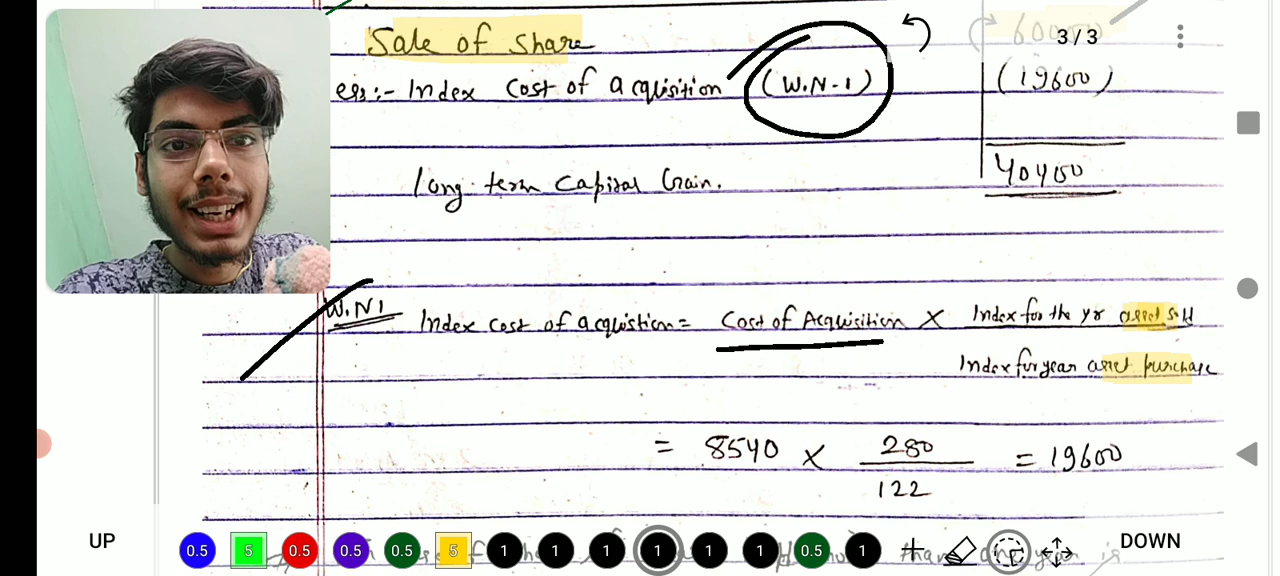 Sale of share
60000
3/3
ess:- Index cost of acquisition (W.N-1)
(19600)
long term capital Gain.
40400
W.N1
Index cost of acquistion = Cost of Acquisition X Index for the yr asset sold
Index for year asset purchase
= 8540 X 280 = 19600
122
UP
0.5 5 0.5 0.5 0.5 5 1 1 1 1 1 1 0.5 1
DOWN